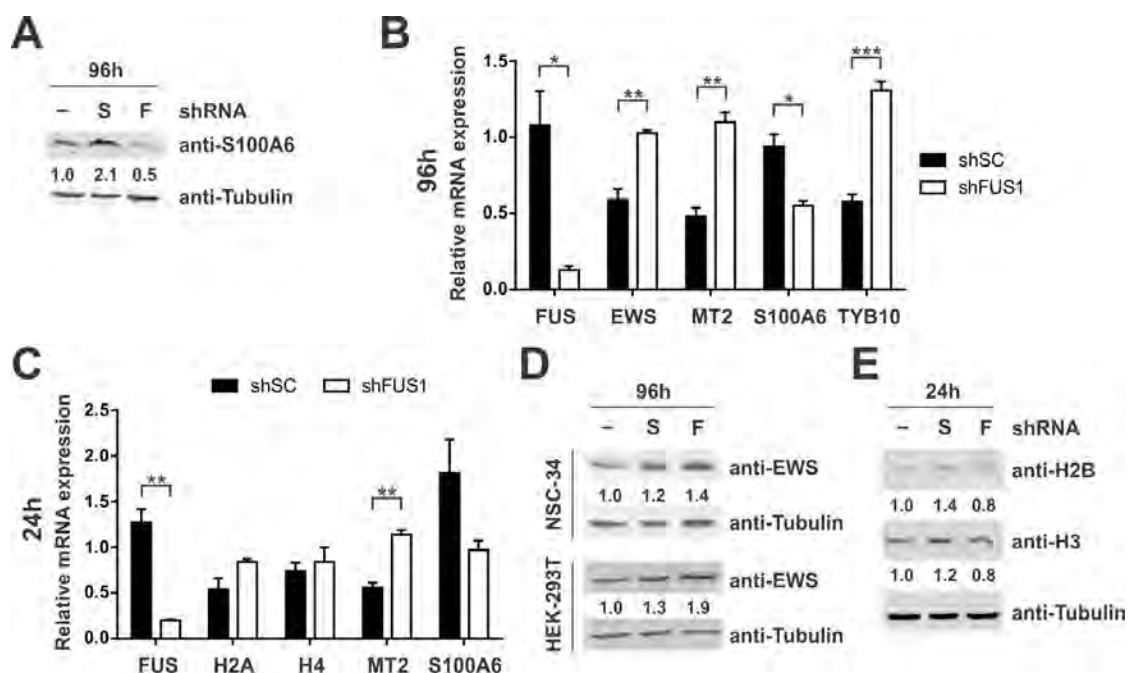 A
96h
– S F shRNA
anti-S100A6
1.0 2.1 0.5
anti-Tubulin
B
96h
Relative mRNA expression
1.5
1.0
0.5
0.0
* ** ** * ***
FUS EWS MT2 S100A6 TYB10
shSC
shFUS1
C
shSC shFUS1
24h
Relative mRNA expression
2.5
2.0
1.5
1.0
0.5
0.0
** **
FUS H2A H4 MT2 S100A6
D
96h
– S F
NSC-34
anti-EWS
1.0 1.2 1.4
anti-Tubulin
HEK-293T
anti-EWS
1.0 1.3 1.9
anti-Tubulin
E
24h
– S F shRNA
anti-H2B
1.0 1.4 0.8
anti-H3
1.0 1.2 0.8
anti-Tubulin